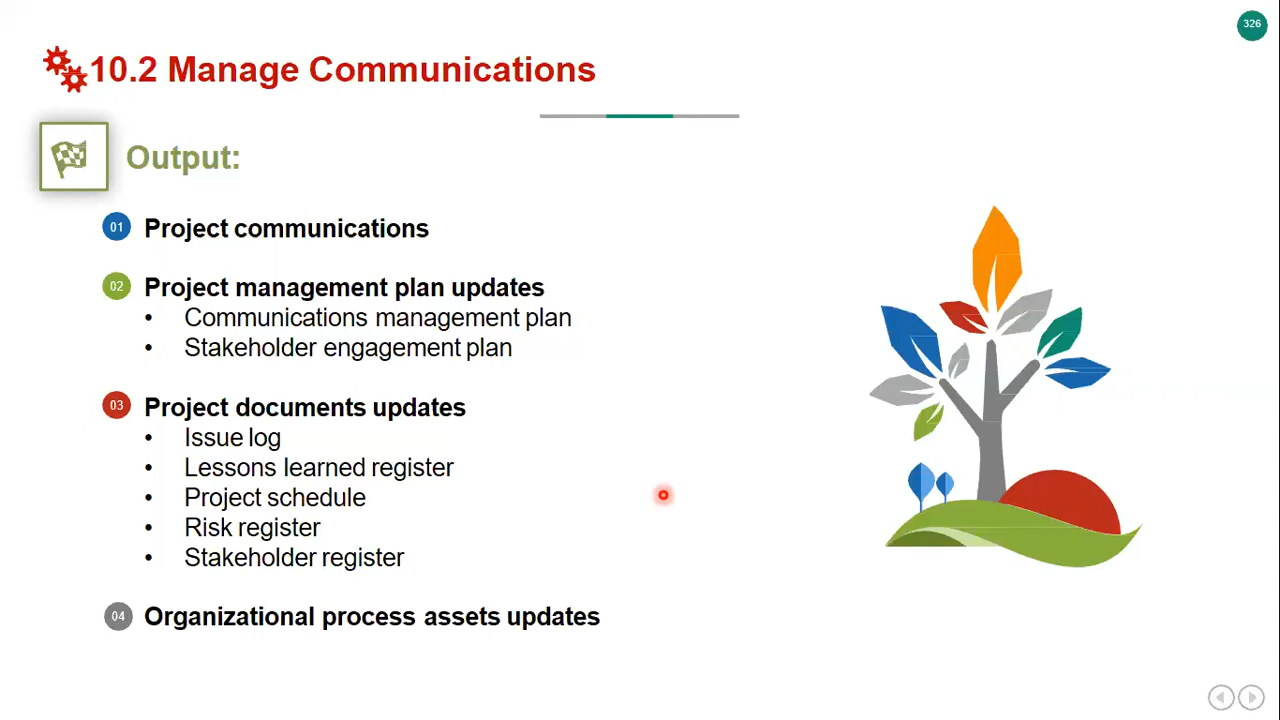 326
10.2 Manage Communications
Output:
01 Project communications
02 Project management plan updates
• Communications management plan
• Stakeholder engagement plan
03 Project documents updates
• Issue log
• Lessons learned register
• Project schedule
• Risk register
• Stakeholder register
04 Organizational process assets updates